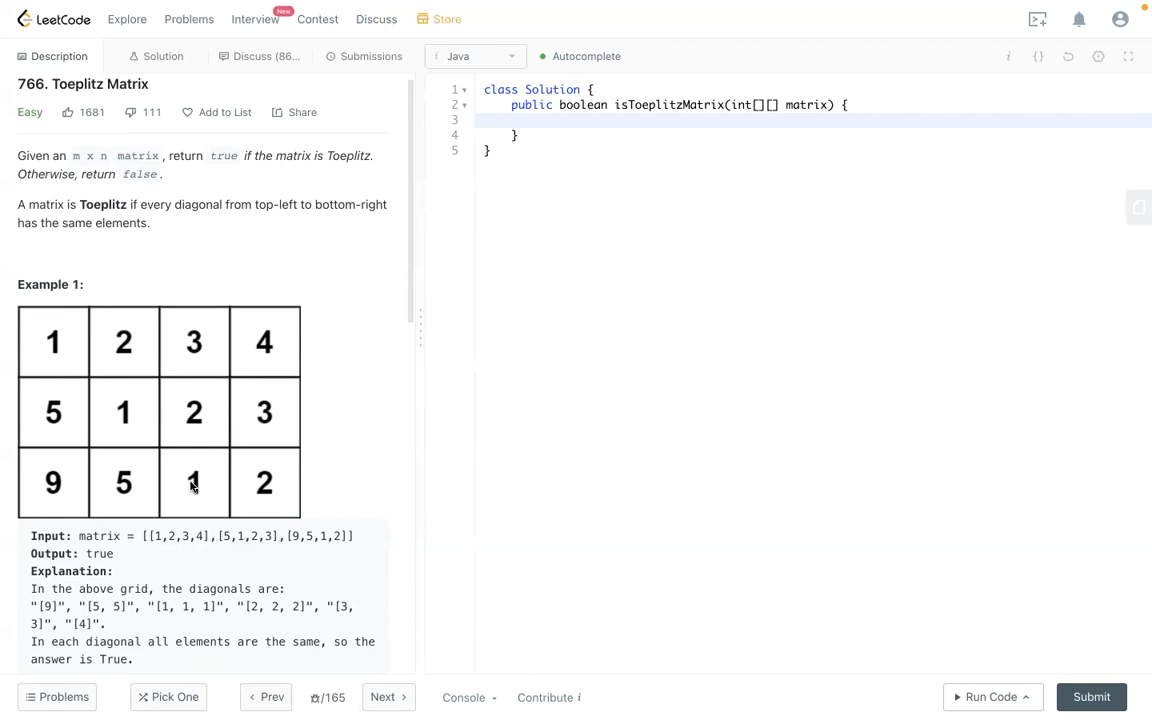 LeetCode Explore Problems Interview New Contest Discuss Store
Description Solution Discuss (86... Submissions i Java Autocomplete i {}
766. Toeplitz Matrix
Easy 1681 111 Add to List Share
Given an m x n matrix, return true if the matrix is Toeplitz.
Otherwise, return false.
A matrix is Toeplitz if every diagonal from top-left to bottom-right
has the same elements.
Example 1:
1 2 3 4
5 1 2 3
9 5 1 2
Input: matrix = [[1,2,3,4],[5,1,2,3],[9,5,1,2]]
Output: true
Explanation:
In the above grid, the diagonals are:
"[9]", "[5, 5]", "[1, 1, 1]", "[2, 2, 2]", "[3,
3]", "[4]".
In each diagonal all elements are the same, so the
answer is True.
1 class Solution {
2 public boolean isToeplitzMatrix(int[][] matrix) {
3
4 }
5 }
Problems Pick One < Prev /165 Next > Console Contribute i Run Code Submit